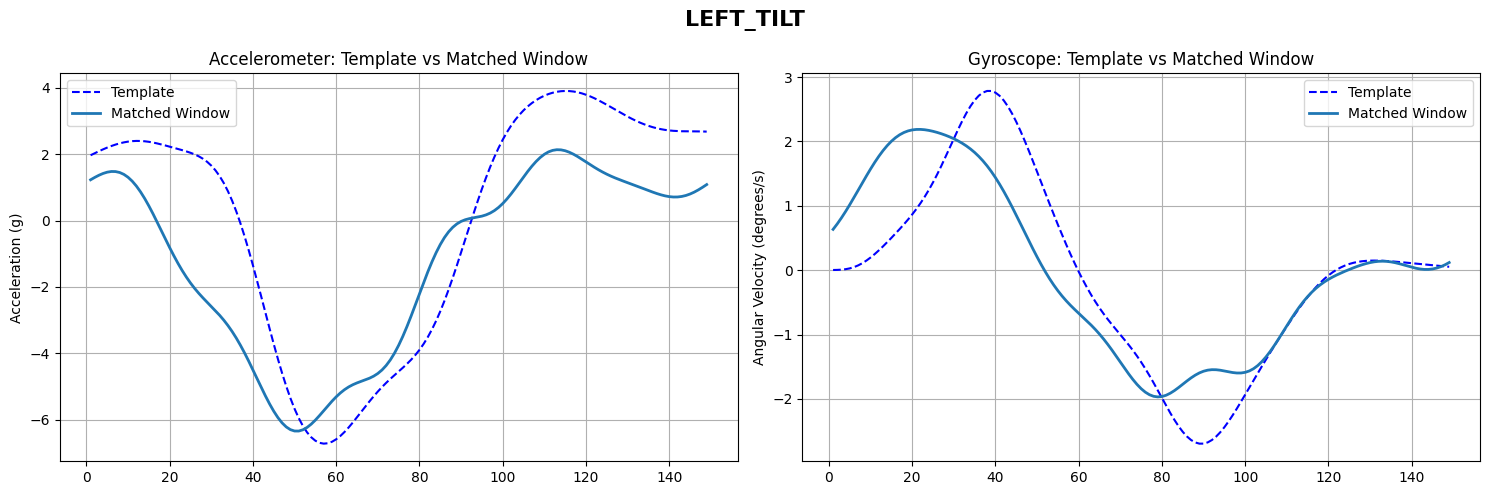 LEFT_TILT
Accelerometer: Template vs Matched Window
Template
Matched Window
Acceleration (g)
4
2
0
−2
−4
−6
0 20 40 60 80 100 120 140
Gyroscope: Template vs Matched Window
Template
Matched Window
Angular Velocity (degrees/s)
3
2
1
0
−1
−2
0 20 40 60 80 100 120 140